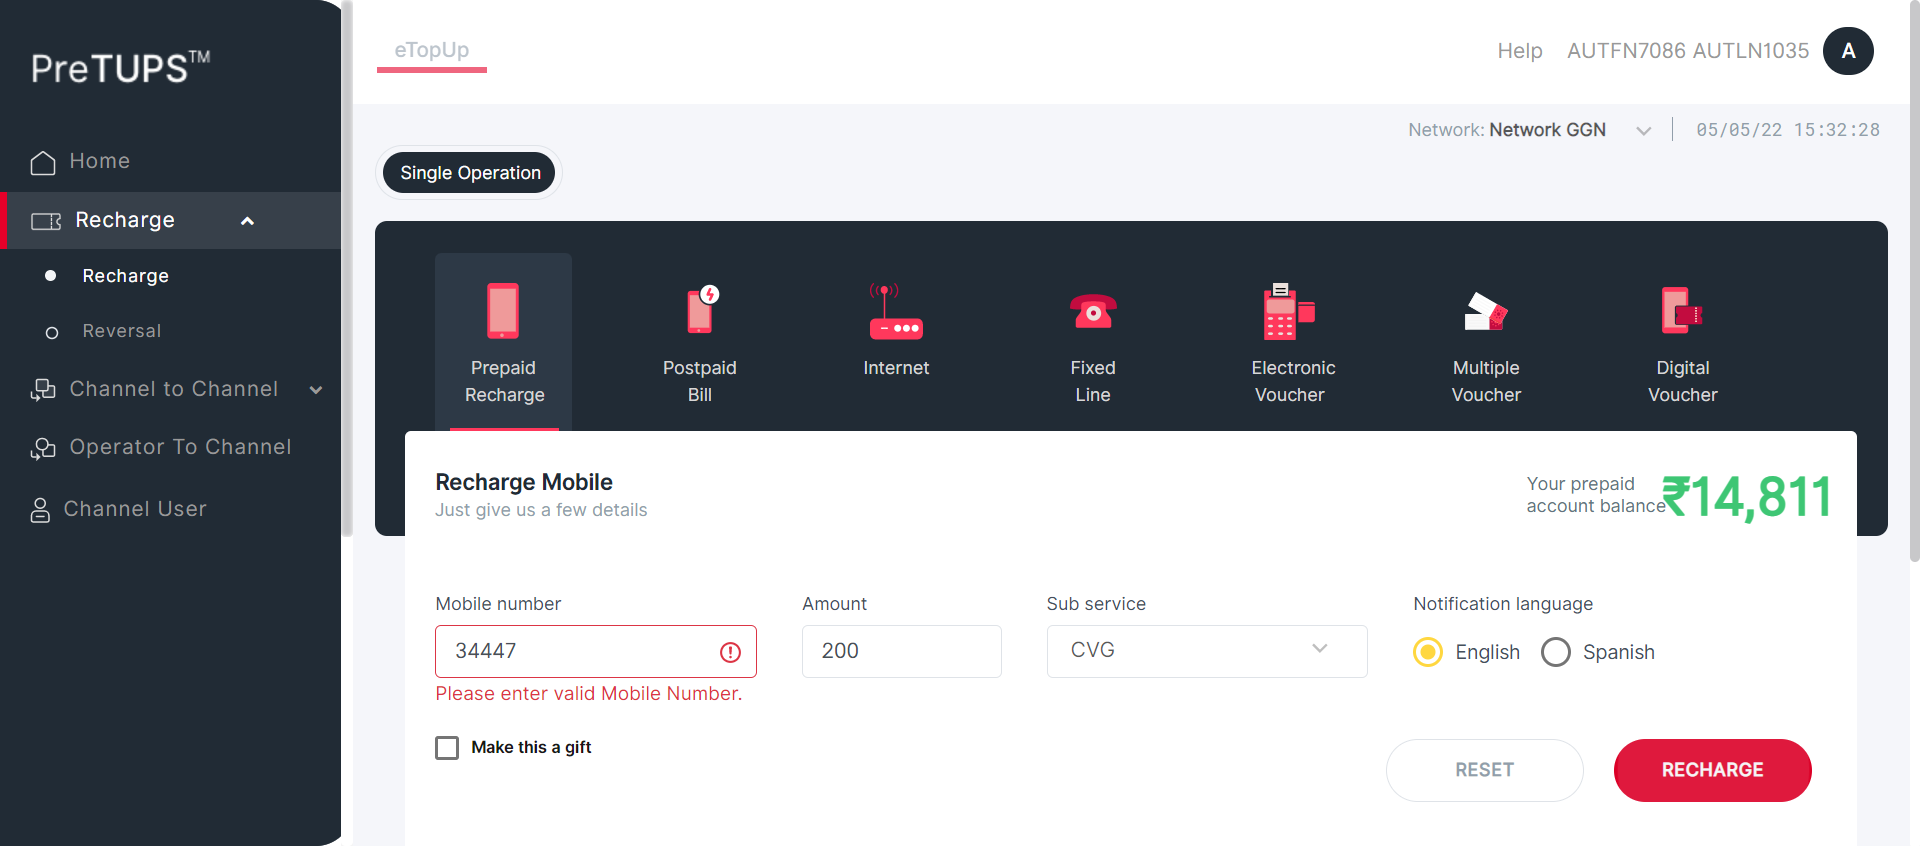 PreTUPS™
Home
Recharge
Recharge
Reversal
Channel to Channel
Operator To Channel
Channel User
eTopUp
Help AUTFN7086 AUTLN1035 A
Network: Network GGN 05/05/22 15:32:28
Single Operation
Prepaid
Recharge
Postpaid
Bill
Internet
Fixed
Line
Electronic
Voucher
Multiple
Voucher
Digital
Voucher
Recharge Mobile
Just give us a few details
Your prepaid
account balance
₹14,811
Mobile number
34447
Please enter valid Mobile Number.
Amount
200
Sub service
CVG
Notification language
English Spanish
Make this a gift
RESET RECHARGE